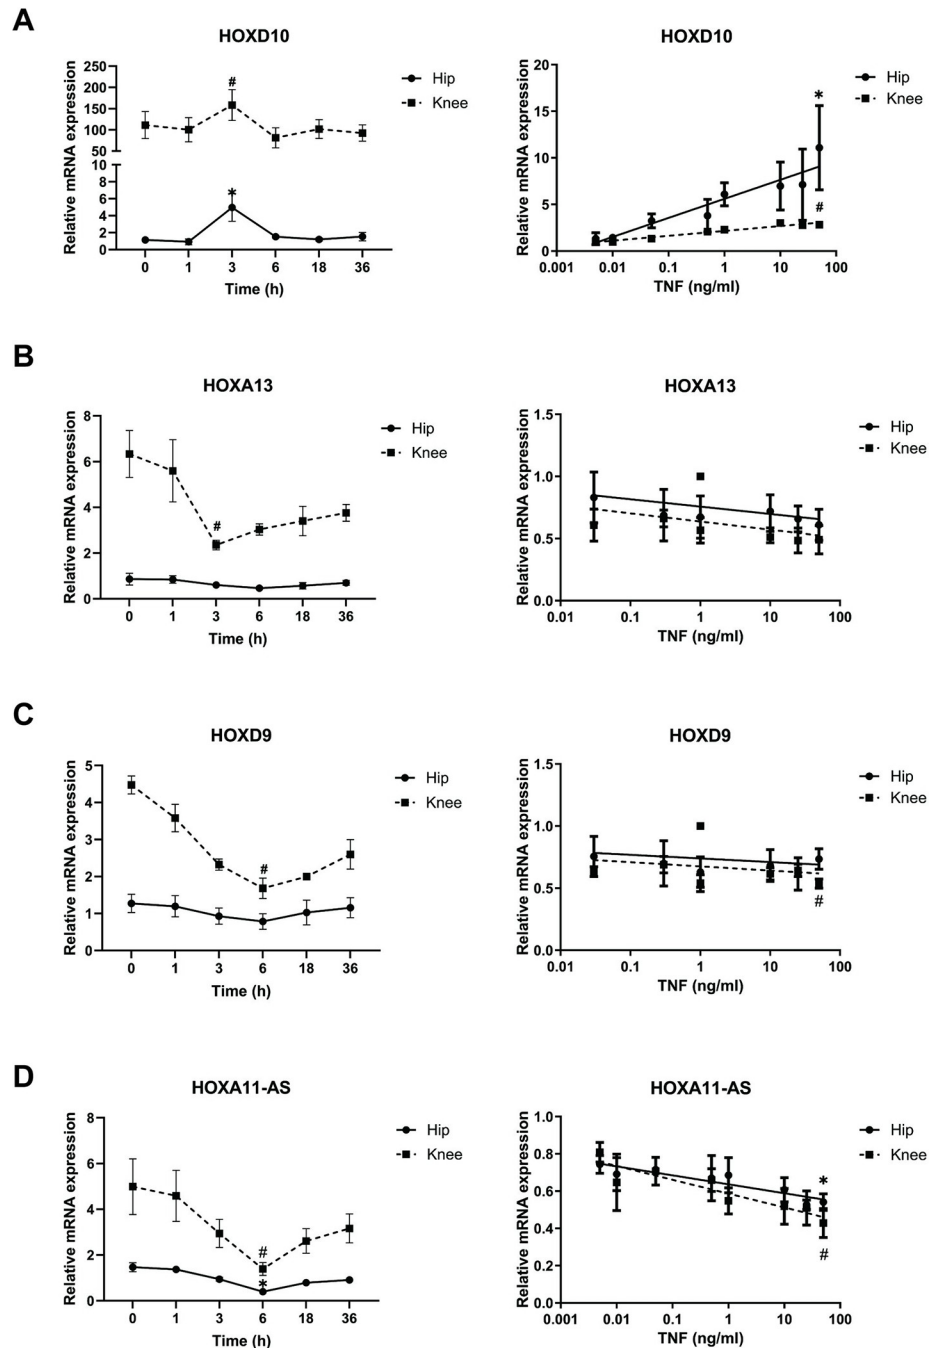 A
HOXD10
Relative mRNA expression
250
200
150
100
50
10
8
6
4
2
0
#
*
0 1 3 6 18 36
Time (h)
Hip
Knee
HOXD10
Relative mRNA expression
20
15
10
5
0
*
#
0.001 0.01 0.1 1 10 100
TNF (ng/ml)
Hip
Knee
B
HOXA13
Relative mRNA expression
8
6
4
2
0
#
0 1 3 6 18 36
Time (h)
Hip
Knee
HOXA13
Relative mRNA expression
1.5
1.0
0.5
0.0
0.01 0.1 1 10 100
TNF (ng/ml)
Hip
Knee
C
HOXD9
Relative mRNA expression
5
4
3
2
1
0
#
0 1 3 6 18 36
Time (h)
Hip
Knee
HOXD9
Relative mRNA expression
1.5
1.0
0.5
0.0
#
0.01 0.1 1 10 100
TNF (ng/ml)
Hip
Knee
D
HOXA11-AS
Relative mRNA expression
8
6
4
2
0
#
*
0 1 3 6 18 36
Time (h)
Hip
Knee
HOXA11-AS
Relative mRNA expression
1.0
0.8
0.6
0.4
0.2
0.0
*
#
0.001 0.01 0.1 1 10 100
TNF (ng/ml)
Hip
Knee